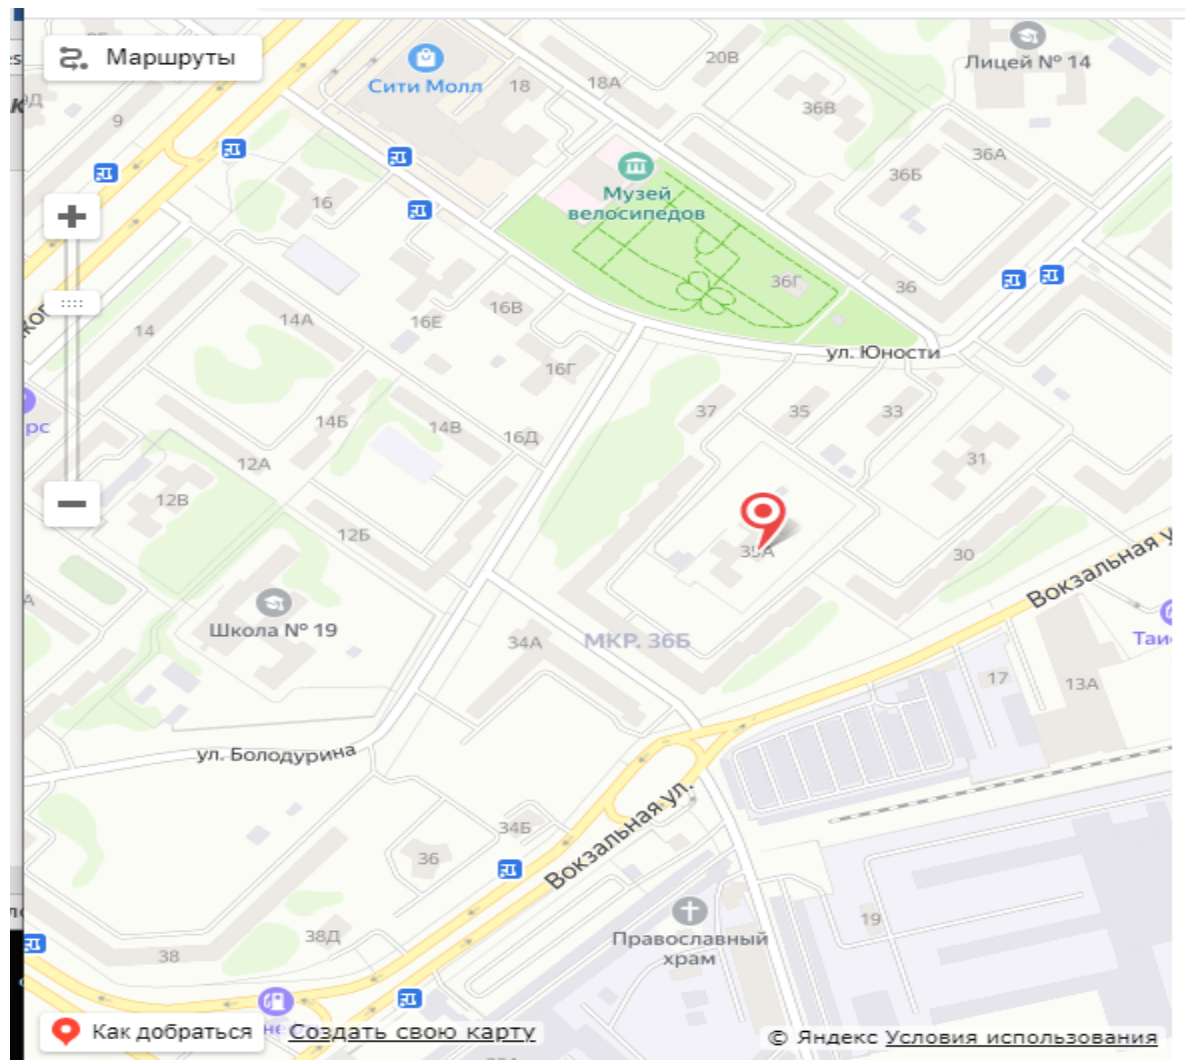 Маршруты
Сити Молл
18
18А
20В
Лицей № 14
36В
9
36А
36Б
Музей
велосипедов
16
36Г
36
16В
14А
16Е
14
ул. Юности
16Г
37
35
33
14Б
14В
16Д
31
12А
12В
12Б
35А
30
Вокзальная у
Школа № 19
34А
МКР. 36Б
Таи
17
13А
ул. Болодурина
34Б
Вокзальная ул.
36
19
38Д
Православный
храм
38
Как добраться
Создать свою карту
© Яндекс Условия использования